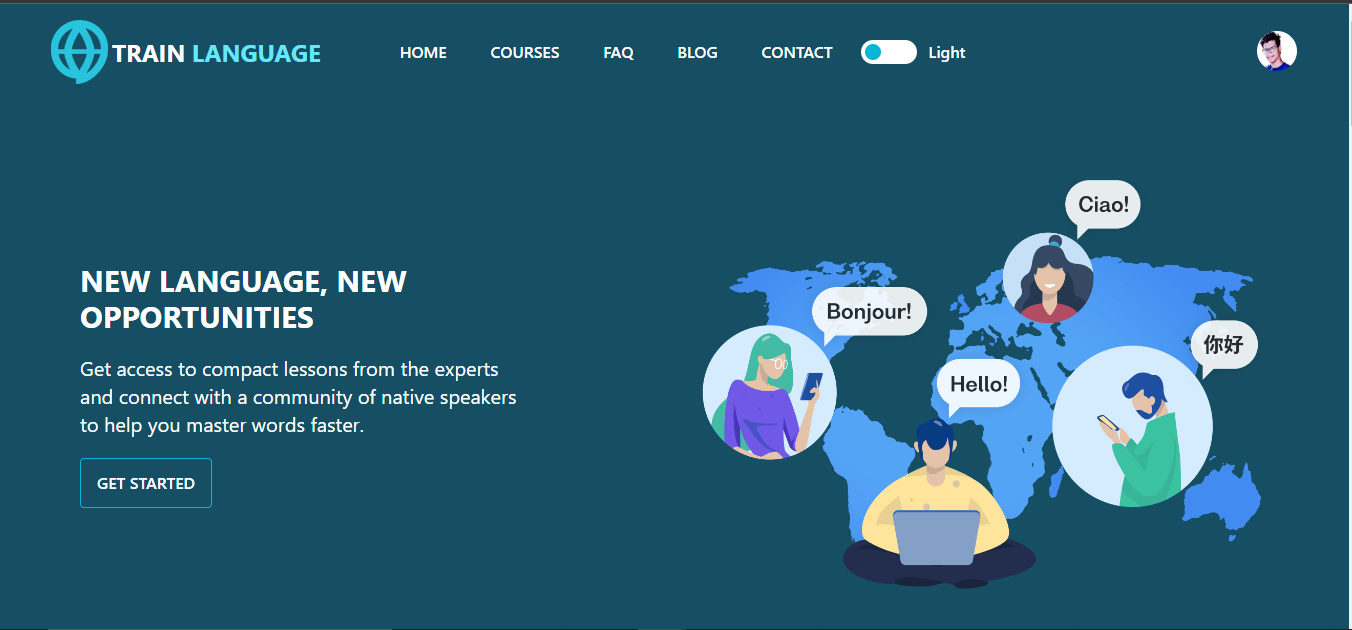 TRAIN LANGUAGE
HOME
COURSES
FAQ
BLOG
CONTACT
Light
Ciao!
NEW LANGUAGE, NEW
OPPORTUNITIES
Bonjour!
你好
Get access to compact lessons from the experts
and connect with a community of native speakers
to help you master words faster.
Hello!
GET STARTED